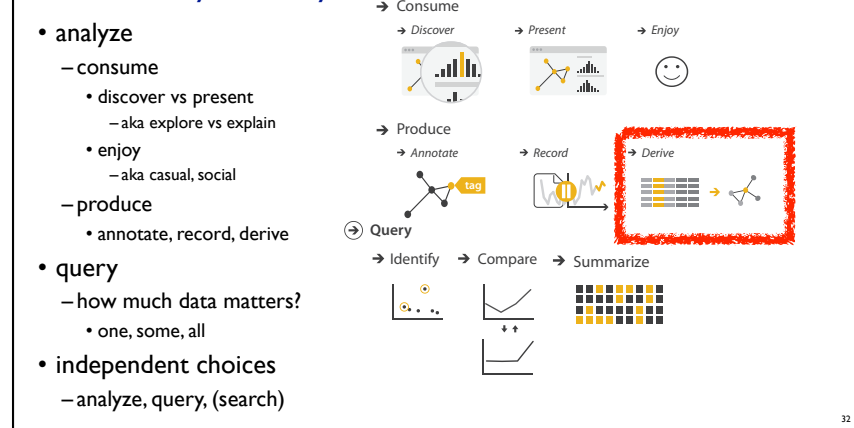 • analyze
– consume
• discover vs present
– aka explore vs explain
• enjoy
– aka casual, social
– produce
• annotate, record, derive
• query
– how much data matters?
• one, some, all
• independent choices
– analyze, query, (search)
→ Consume
→ Discover → Present → Enjoy
→ Produce
→ Annotate → Record → Derive
tag
→ Query
→ Identify → Compare → Summarize
32